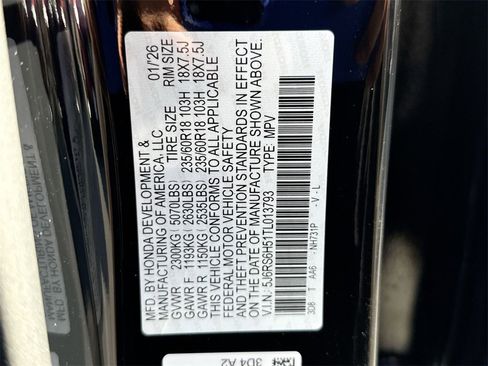 MFD. BY HONDA DEVELOPMENT & 01/'26
MANUFACTURING OF AMERICA, LLC
TIRE SIZE RIM SIZE
GVWR 2300KG (5070LBS)
GAWR F 1193KG (2630LBS) 235/60R18 103H 18X7.5J
GAWR R 1150KG (2535LBS) 235/60R18 103H 18X7.5J
THIS VEHICLE CONFORMS TO ALL APPLICABLE
FEDERAL MOTOR VEHICLE SAFETY
AND THEFT PREVENTION STANDARDS IN EFFECT
ON THE DATE OF MANUFACTURE SHOWN ABOVE.
V.I.N. 5J6RS6H51TL013793 TYPE: MPV
- V - L
3D8 T AA6 NH731P
3D4 A2